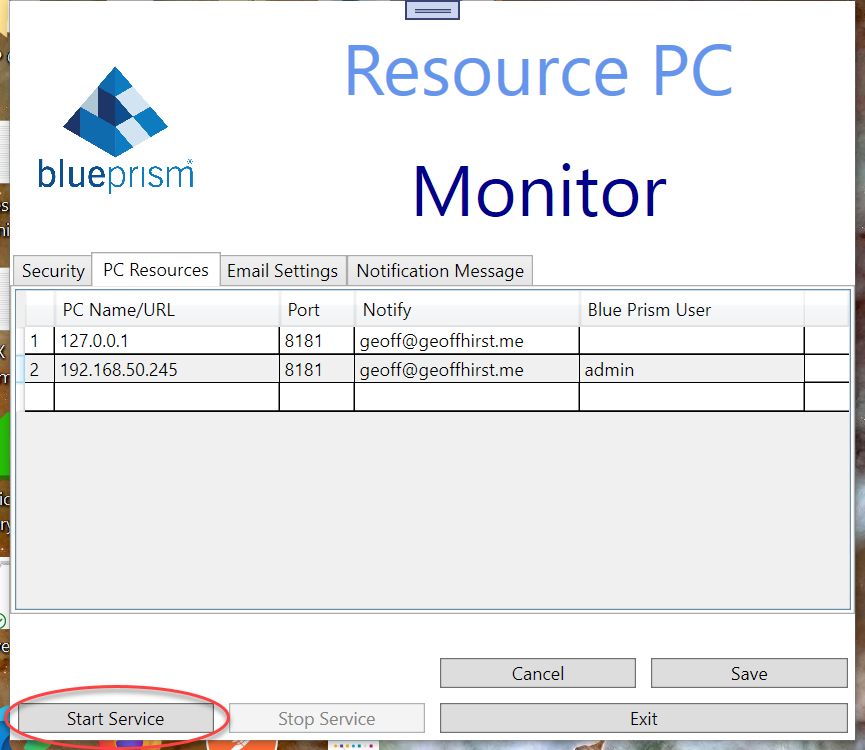 Resource PC
Monitor
blueprism
Security PC Resources Email Settings Notification Message
PC Name/URL Port Notify Blue Prism User
1 127.0.0.1 8181 geoff@geoffhirst.me
2 192.168.50.245 8181 geoff@geoffhirst.me admin
Cancel Save
Start Service Stop Service Exit